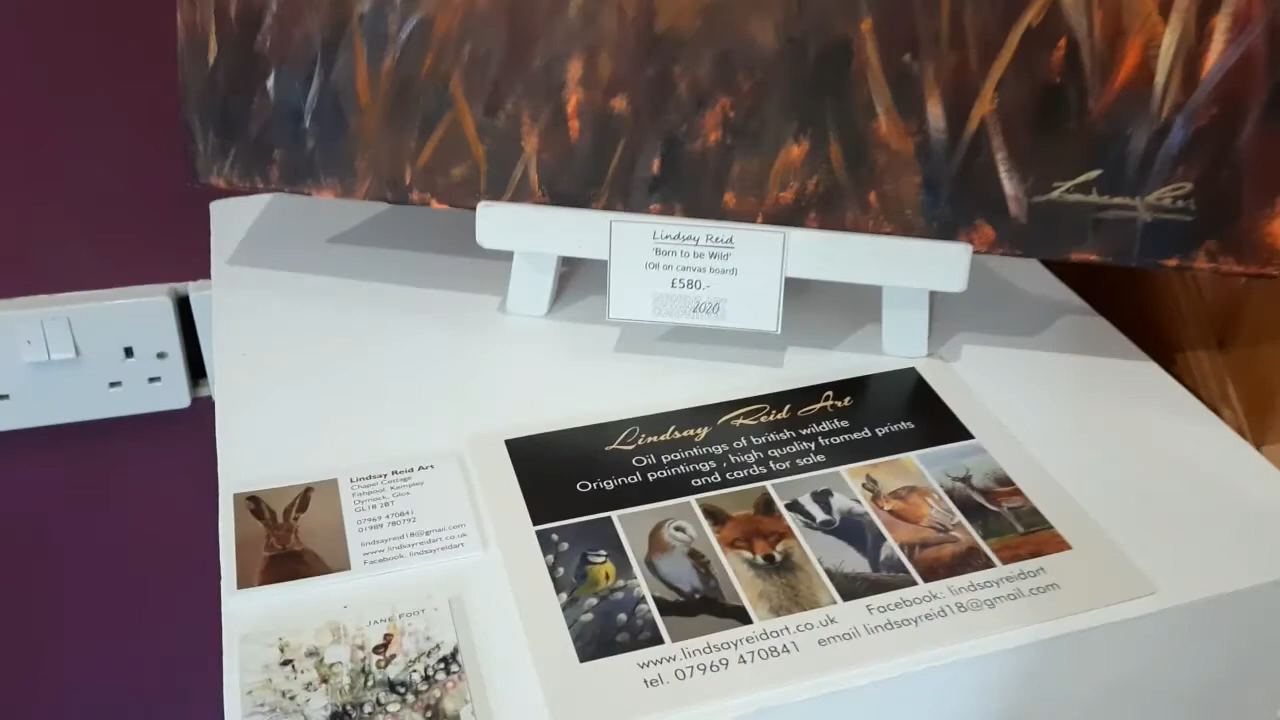 Lindsay Reid
'Born to be Wild'
(Oil on canvas board)
£580.-
2020
Lindsay Reid Art
Oil paintings of british wildlife
Original paintings , high quality framed prints
and cards for sale
www.lindsayreidart.co.uk Facebook: lindsayreidart
tel. 07969 470841 email lindsayreid18@gmail.com
Lindsay Reid Art
Chapel Cottage
Fishpool, Kempley
Dymock, Glos.
GL18 2BT
07969 470841
01989 780792
lindsayreid18@gmail.com
www.lindsayreidart.co.uk
Facebook: lindsayreidart
JANE FOOT